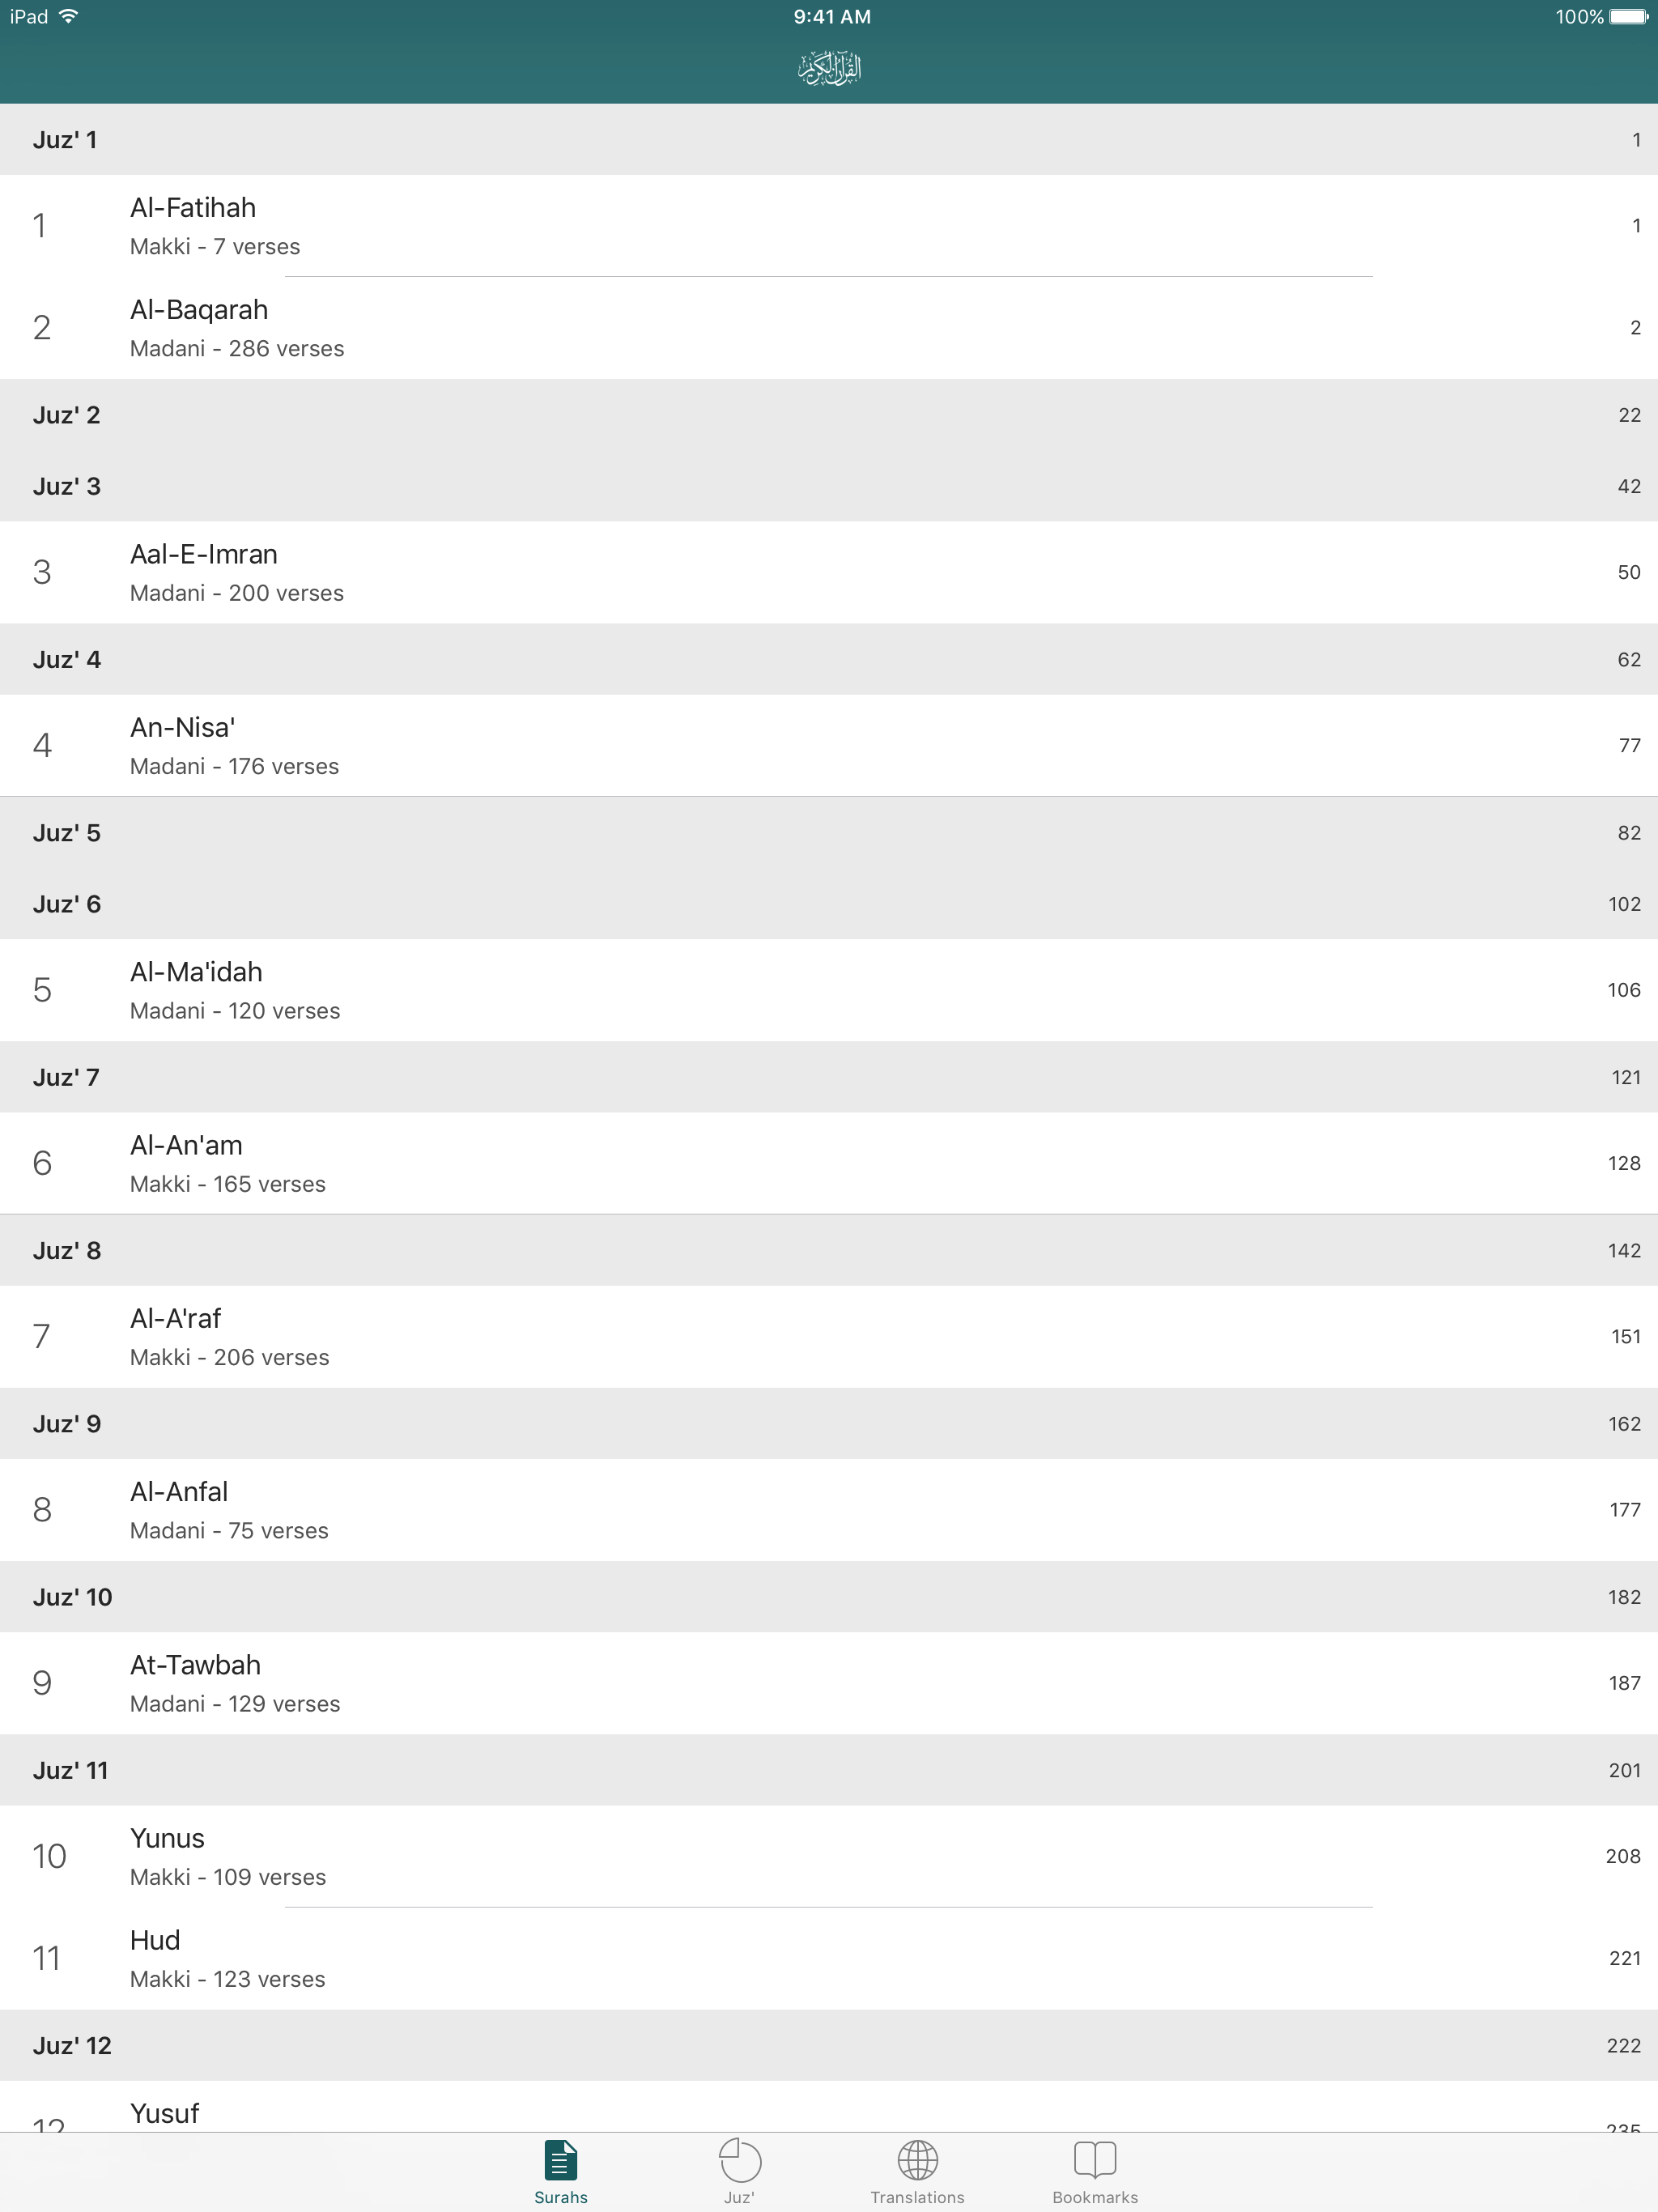 iPad 9:41 AM 100%
القرآن الكريم
Juz' 1 1
1 Al-Fatihah 1
Makki - 7 verses
2 Al-Baqarah 2
Madani - 286 verses
Juz' 2 22
Juz' 3 42
3 Aal-E-Imran 50
Madani - 200 verses
Juz' 4 62
4 An-Nisa' 77
Madani - 176 verses
Juz' 5 82
Juz' 6 102
5 Al-Ma'idah 106
Madani - 120 verses
Juz' 7 121
6 Al-An'am 128
Makki - 165 verses
Juz' 8 142
7 Al-A'raf 151
Makki - 206 verses
Juz' 9 162
8 Al-Anfal 177
Madani - 75 verses
Juz' 10 182
9 At-Tawbah 187
Madani - 129 verses
Juz' 11 201
10 Yunus 208
Makki - 109 verses
11 Hud 221
Makki - 123 verses
Juz' 12 222
12 Yusuf 235
Surahs Juz' Translations Bookmarks